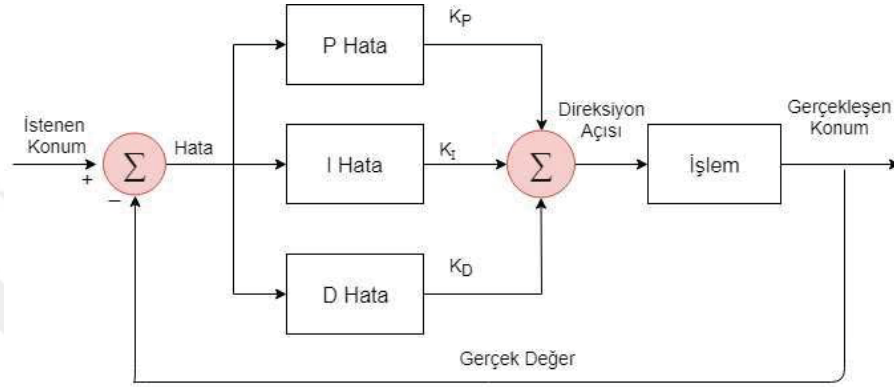 İstenen
Konum
+
−
Σ
Hata
P Hata
I Hata
D Hata
K_P
K_I
K_D
Σ
Direksiyon
Açısı
İşlem
Gerçekleşen
Konum
Gerçek Değer